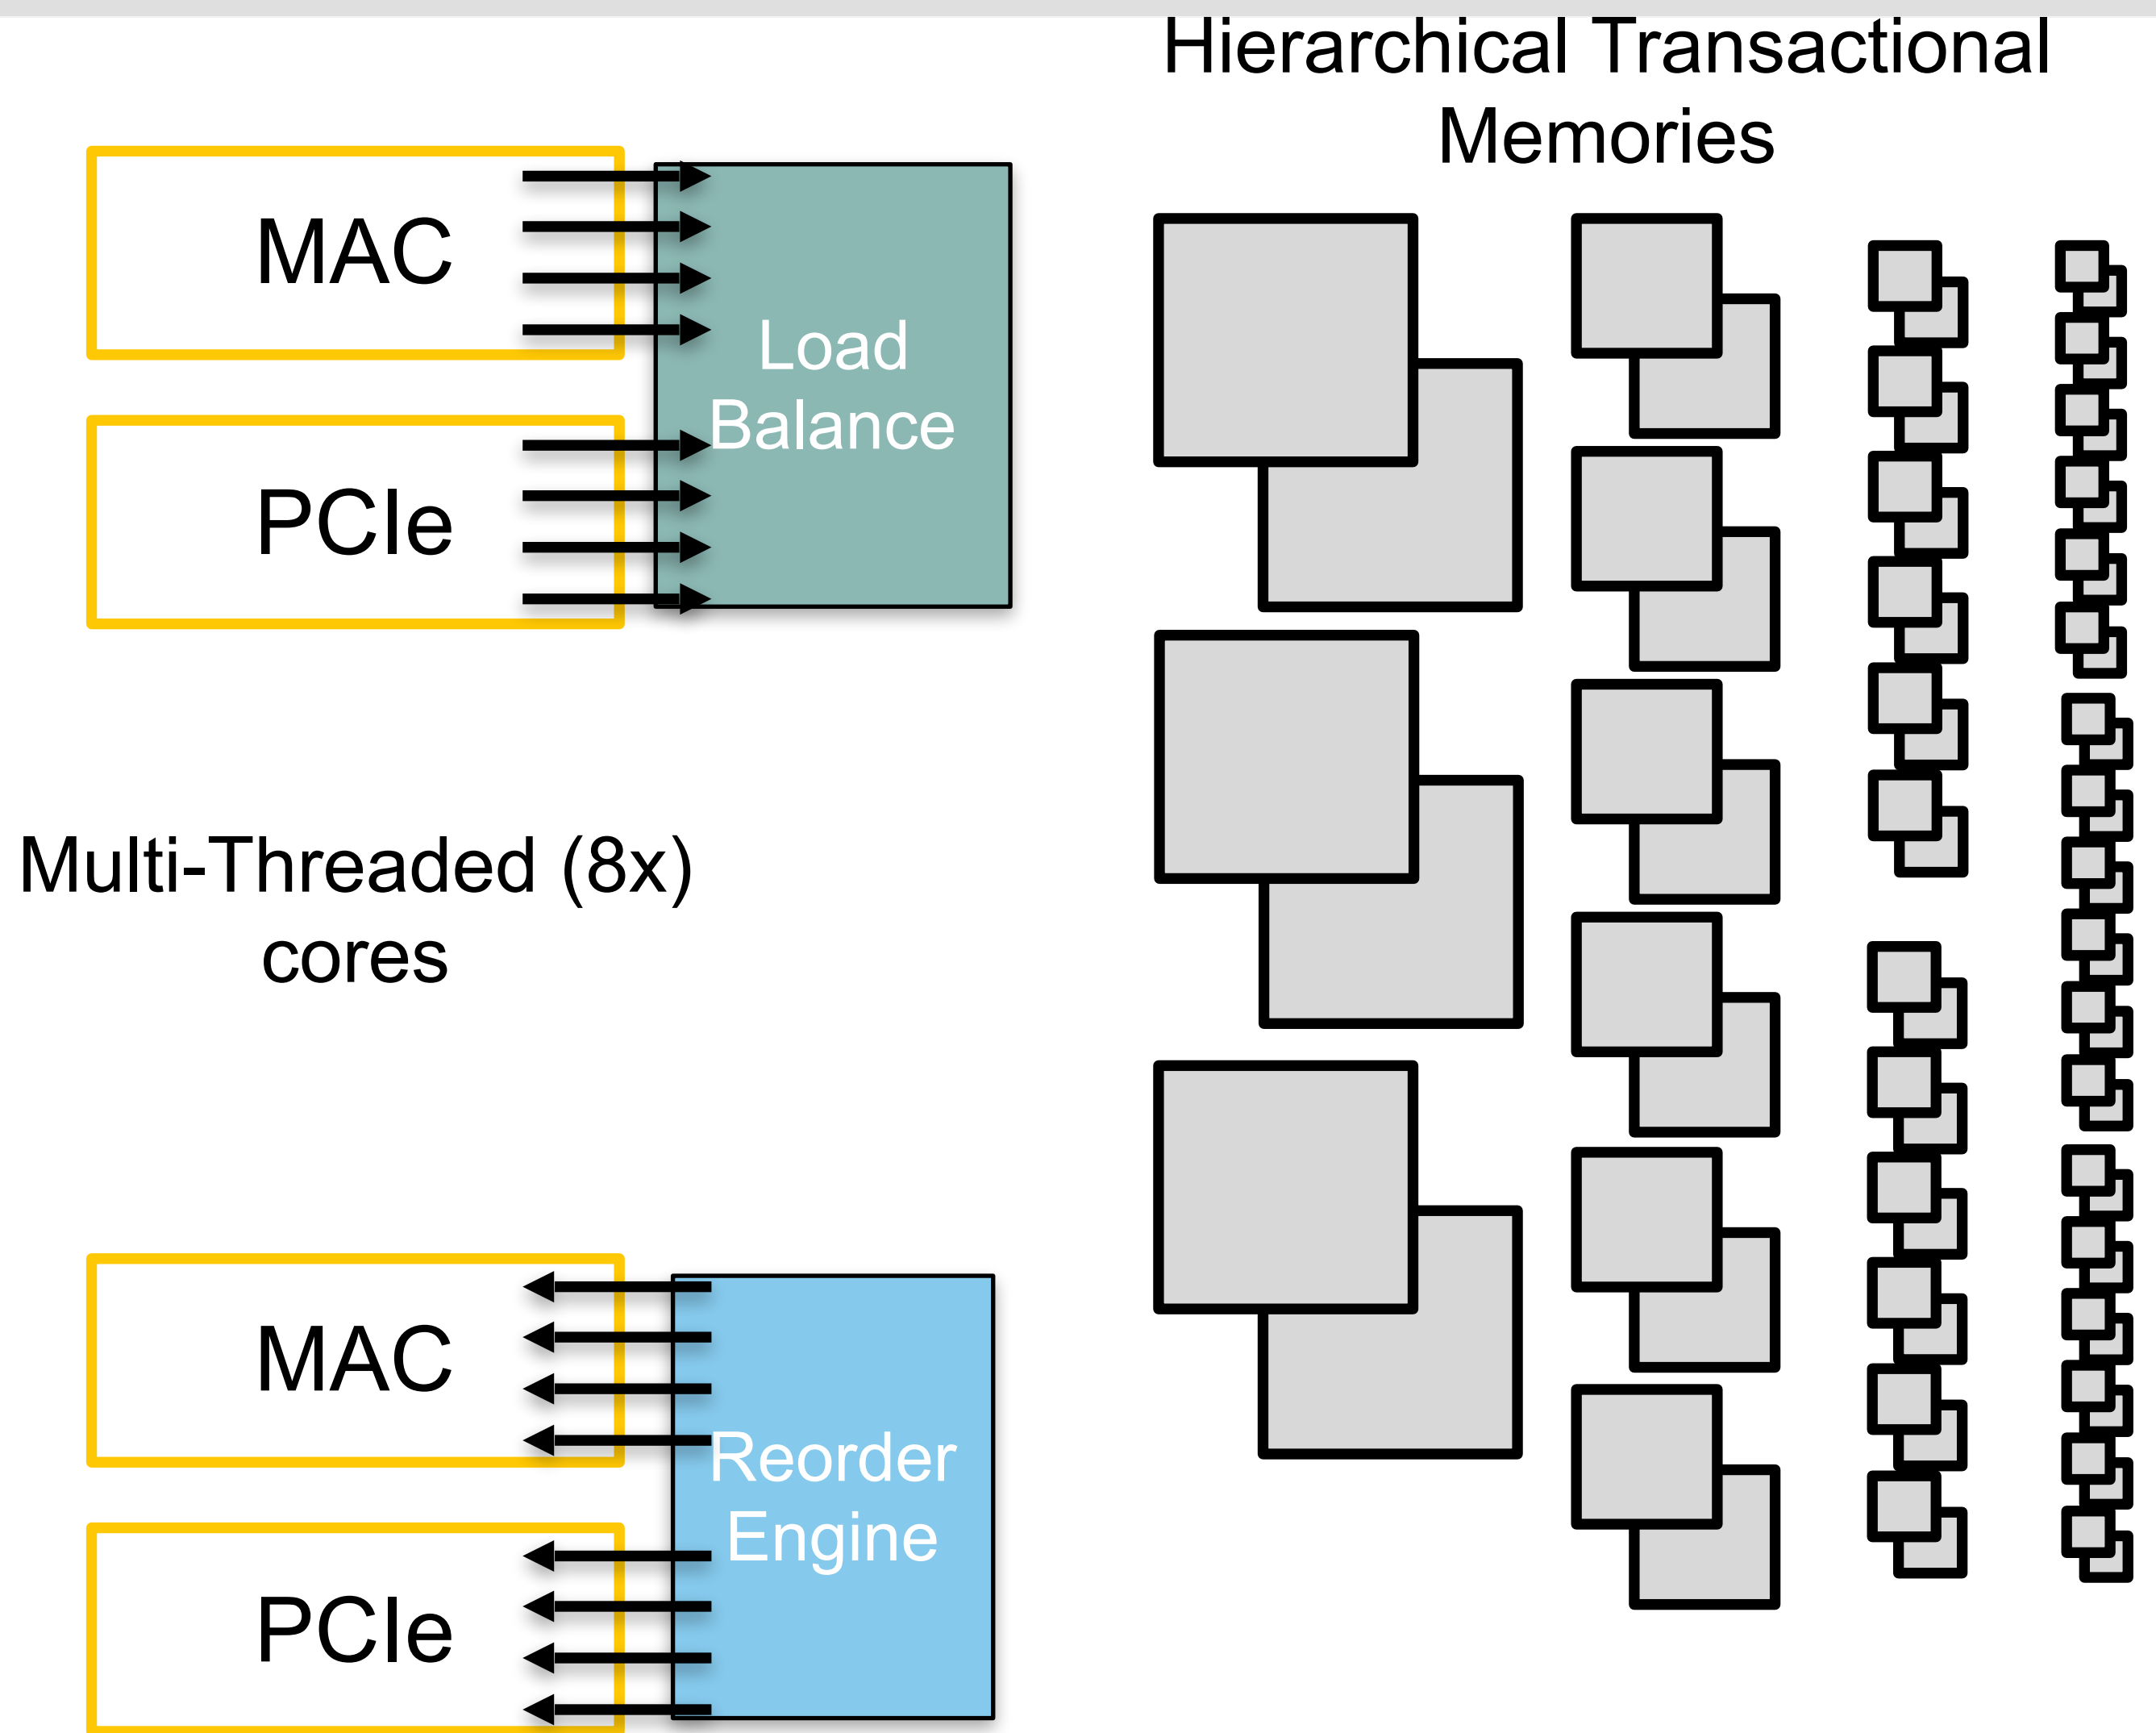 Hierarchical Transactional
Memories
MAC
Load
Balance
PCIe
Multi-Threaded (8x)
cores
MAC
Reorder
Engine
PCIe